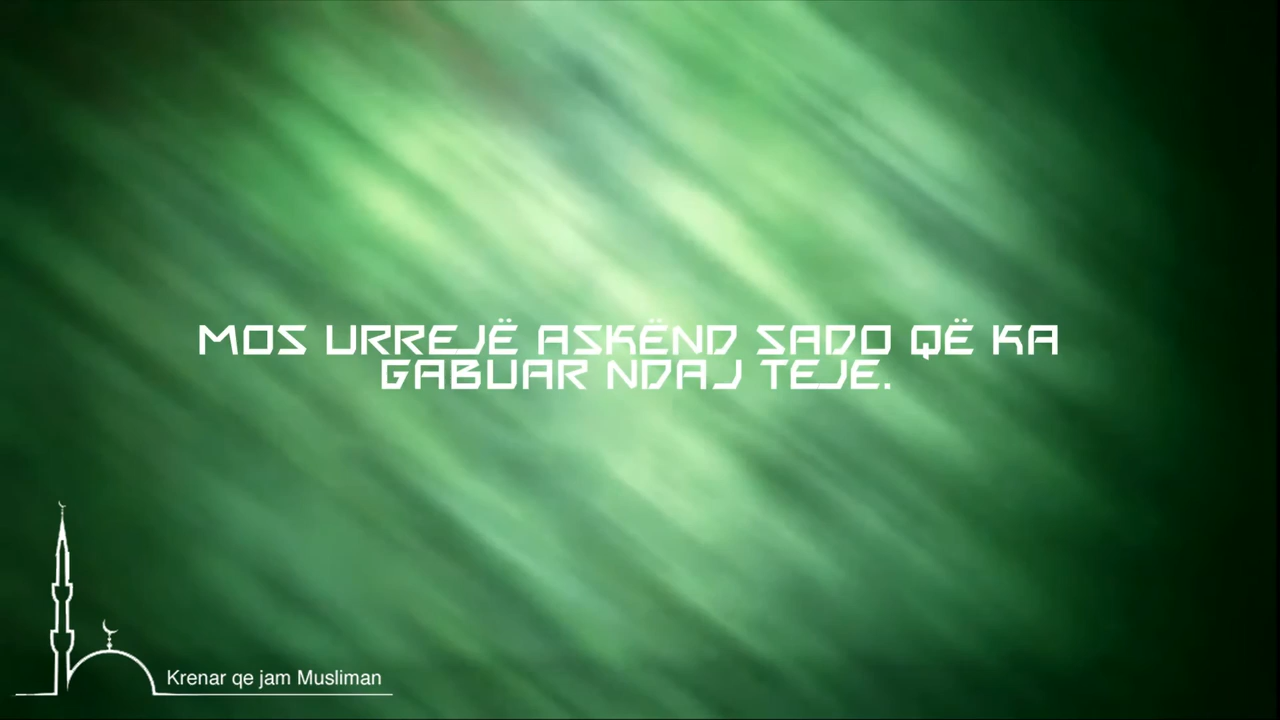 MOS URREJË ASKËND SADO QË KA
GABUAR NDAJ TEJE.
Krenar qe jam Musliman